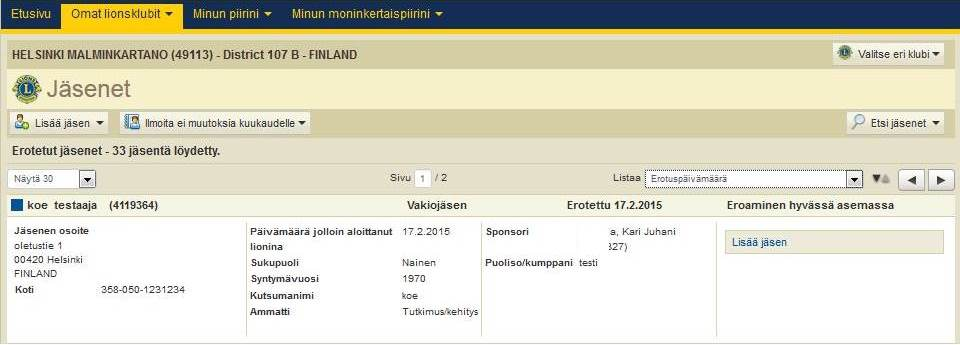 Etusivu Omat lionsklubit Minun piirini Minun moninkertaispiirini
HELSINKI MALMINKARTANO (49113) - District 107 B - FINLAND Valitse eri klubi
Jäsenet
Lisää jäsen Ilmoita ei muutoksia kuukaudelle Etsi jäsenet
Erotetut jäsenet - 33 jäsentä löydetty.
Näytä 30 Sivu 1 / 2 Listaa Erotuspäivämäärä
koe testaaja (4119364) Vakiojäsen Erotettu 17.2.2015 Eroaminen hyvässä asemassa
Jäsenen osoite
oletustie 1
00420 Helsinki
FINLAND
Koti 358-050-1231234
Päivämäärä jolloin aloittanut lionina 17.2.2015
Sukupuoli Nainen
Syntymävuosi 1970
Kutsumanimi koe
Ammatti Tutkimus/kehitys
Sponsori a, Kari Juhani
327)
Puoliso/kumppani testi
Lisää jäsen